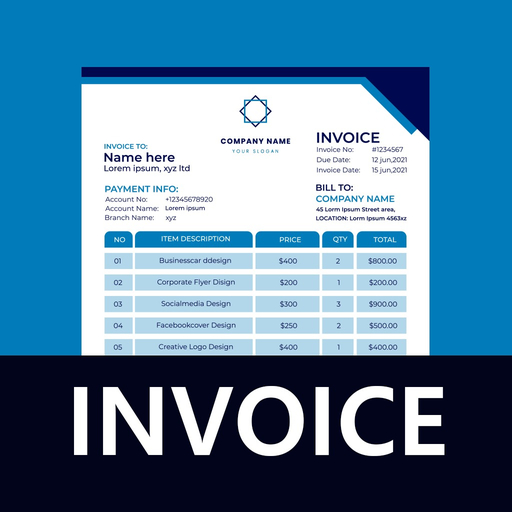 COMPANY NAME
YOUR SLOGAN
INVOICE TO:
Name here
Lorem ipsum, xyz ltd
INVOICE
Invoice No: #1234567
Due Date: 12 jun,2021
Invoice Date: 15 jun,2021
PAYMENT INFO:
Account No: +12345678920
Account Name: Lorem ipsum
Branch Name: xyz
BILL TO:
COMPANY NAME
45 Lorem Ipsum Street area,
LOCATION: Lorm Ipsum 4563xz
NO ITEM DESCRIPTION PRICE QTY TOTAL
01 Businesscar ddesign $400 2 $800.00
02 Corporate Flyer Disign $200 1 $200.00
03 Socialmedia Design $300 3 $900.00
04 Facebookcover Design $250 2 $500.00
05 Creative Logo Design $400 1 $400.00
INVOICE